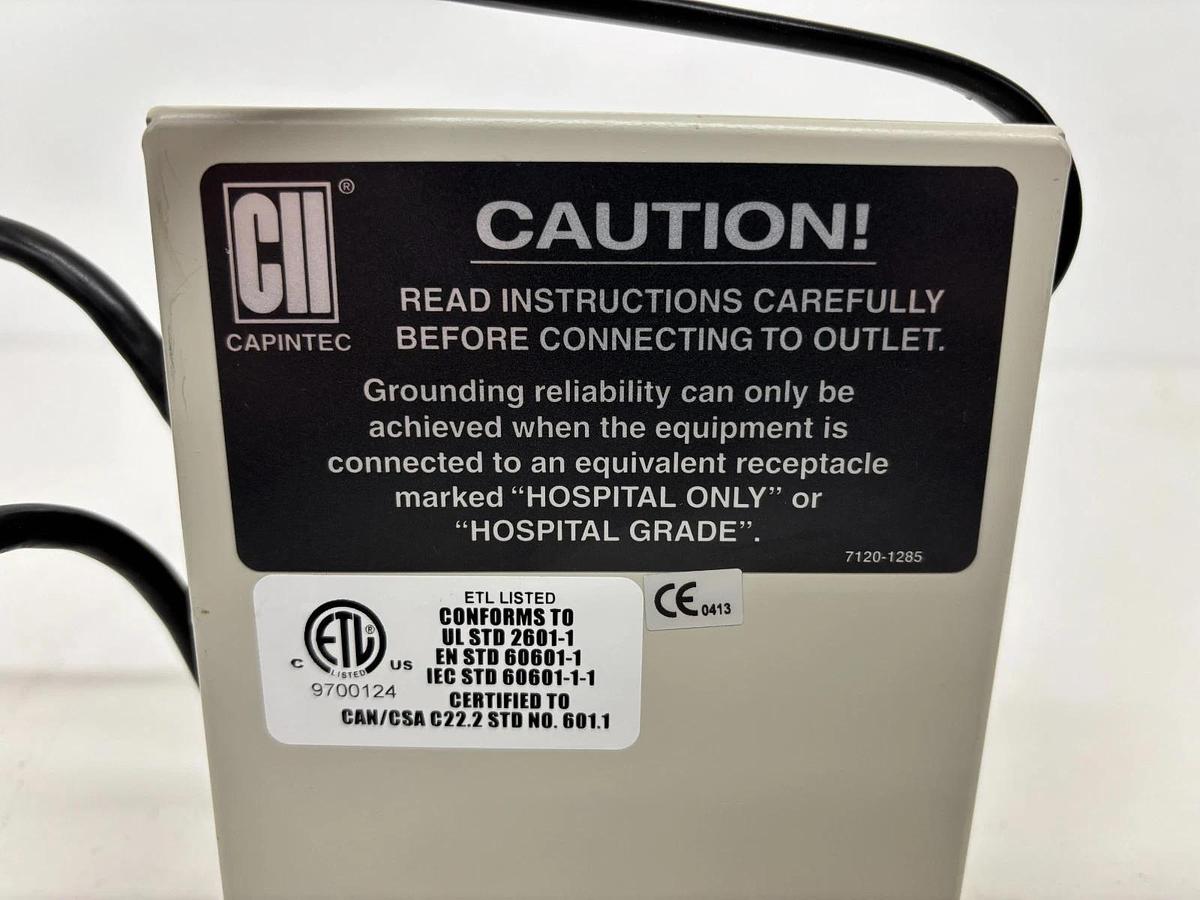 CII ®
CAPINTEC
CAUTION!
READ INSTRUCTIONS CAREFULLY
BEFORE CONNECTING TO OUTLET.
Grounding reliability can only be
achieved when the equipment is
connected to an equivalent receptacle
marked “HOSPITAL ONLY” or
“HOSPITAL GRADE”.
7120-1285
C ETL ® LISTED US
9700124
ETL LISTED
CONFORMS TO
UL STD 2601-1
EN STD 60601-1
IEC STD 60601-1-1
CERTIFIED TO
CAN/CSA C22.2 STD NO. 601.1
CE 0413